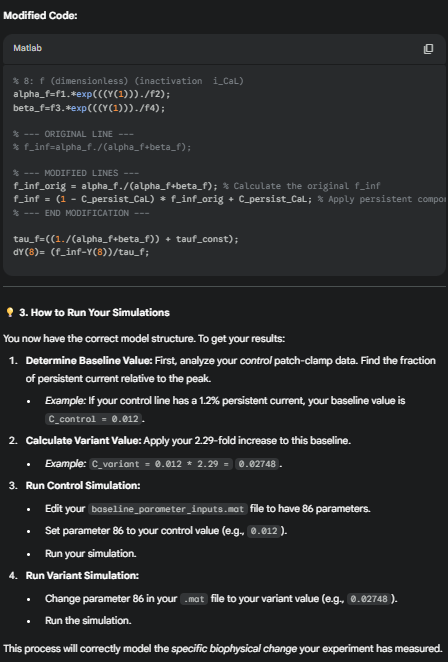 Modified Code:
Matlab
% 8: f (dimensionless) (inactivation  i_CaL)
alpha_f=f1.*exp(((Y(1)))./f2);
beta_f=f3.*exp(((Y(1)))./f4);
% --- ORIGINAL LINE ---
% f_inf=alpha_f./(alpha_f+beta_f);
% --- MODIFIED LINES ---
f_inf_orig = alpha_f./(alpha_f+beta_f); % Calculate the original f_inf
f_inf = (1 - C_persist_CaL) * f_inf_orig + C_persist_CaL; % Apply persistent compo
% --- END MODIFICATION ---
tau_f=((1./(alpha_f+beta_f)) + tauf_const);
dY(8)= (f_inf-Y(8))/tau_f;
💡 3. How to Run Your Simulations
You now have the correct model structure. To get your results:
1. Determine Baseline Value: First, analyze your control patch-clamp data. Find the fraction
of persistent current relative to the peak.
• Example: If your control line has a 1.2% persistent current, your baseline value is
C_control = 0.012.
2. Calculate Variant Value: Apply your 2.29-fold increase to this baseline.
• Example: C_variant = 0.012 * 2.29 = 0.02748.
3. Run Control Simulation:
• Edit your baseline_parameter_inputs.mat file to have 86 parameters.
• Set parameter 86 to your control value (e.g., 0.012).
• Run your simulation.
4. Run Variant Simulation:
• Change parameter 86 in your .mat file to your variant value (e.g., 0.02748).
• Run the simulation.
This process will correctly model the specific biophysical change your experiment has measured.